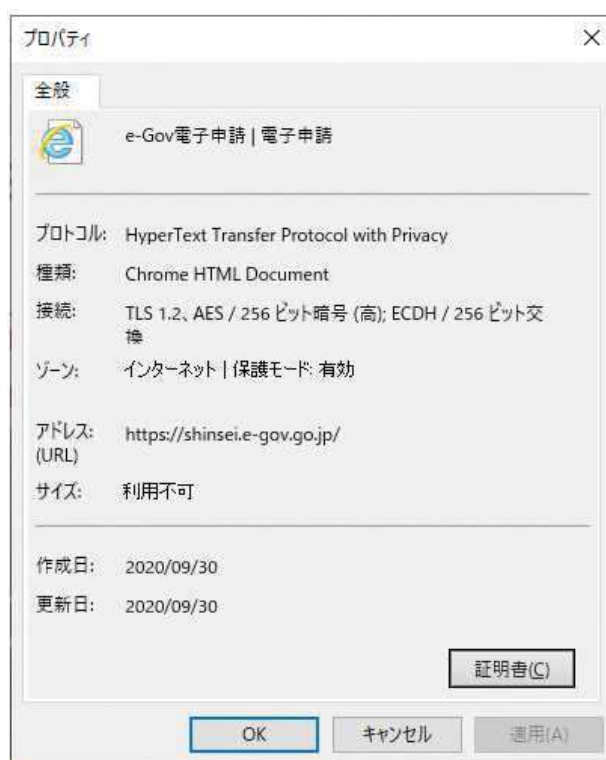 プロパティ
全般
e-Gov電子申請 | 電子申請
プロトコル: HyperText Transfer Protocol with Privacy
種類: Chrome HTML Document
接続: TLS 1.2、AES / 256 ビット暗号 (高); ECDH / 256 ビット交
換
ゾーン: インターネット | 保護モード: 有効
アドレス: https://shinsei.e-gov.go.jp/
(URL)
サイズ: 利用不可
作成日: 2020/09/30
更新日: 2020/09/30
証明書(C)
OK キャンセル 適用(A)